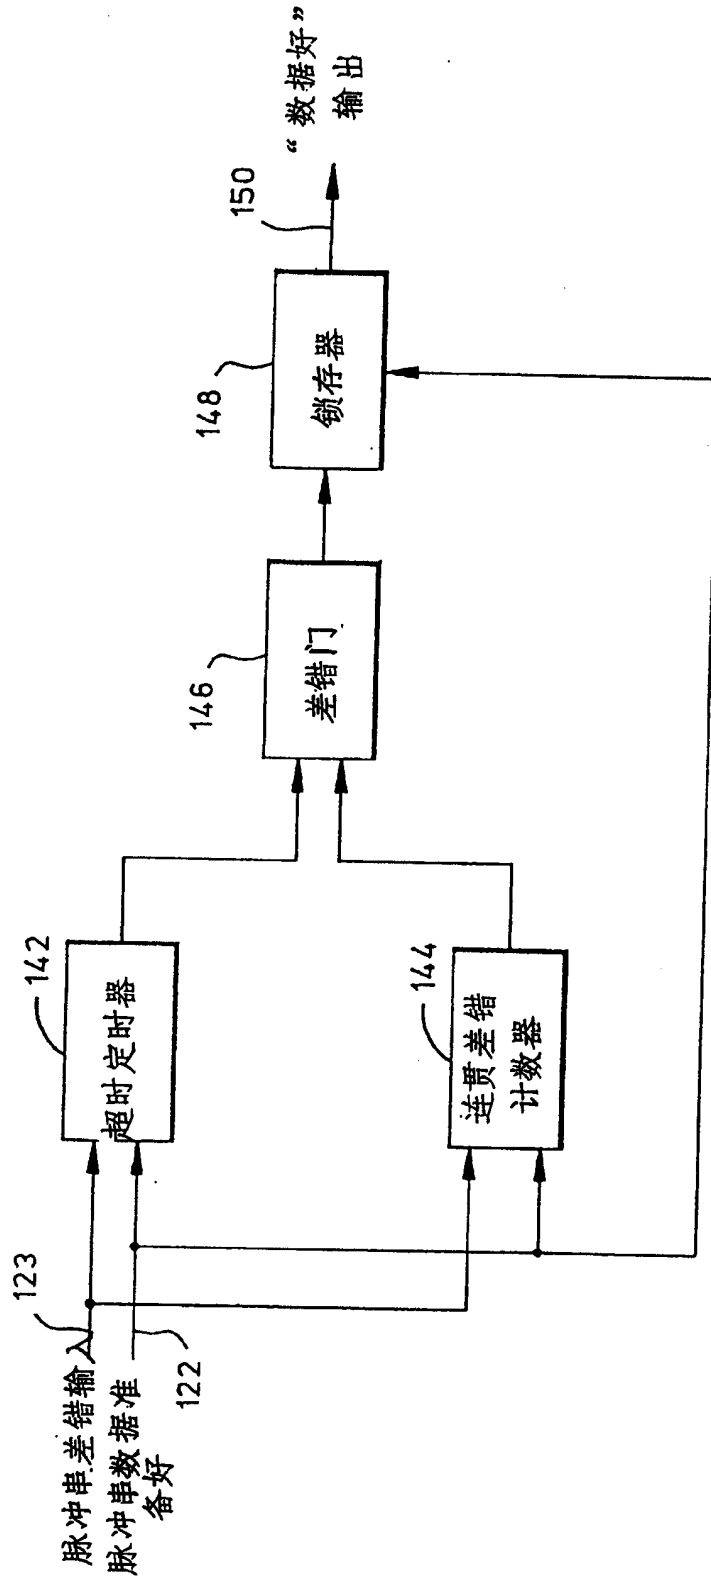 脉冲串差错输入
123
脉冲串数据准
备好
122
142
超时定时器
144
连贯差错
计数器
146
差错门
148
锁存器
150
“数据好”
输出